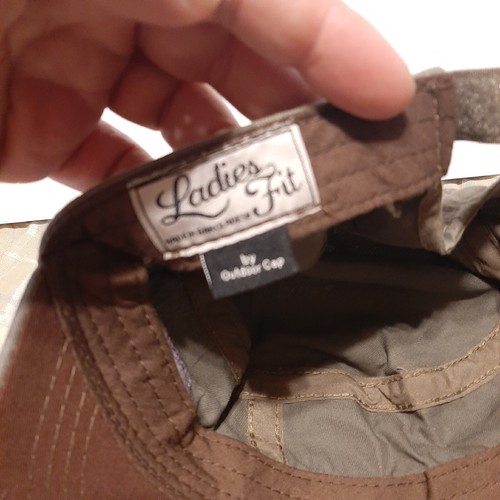 Ladies
Fit
by
Outdoor Cap